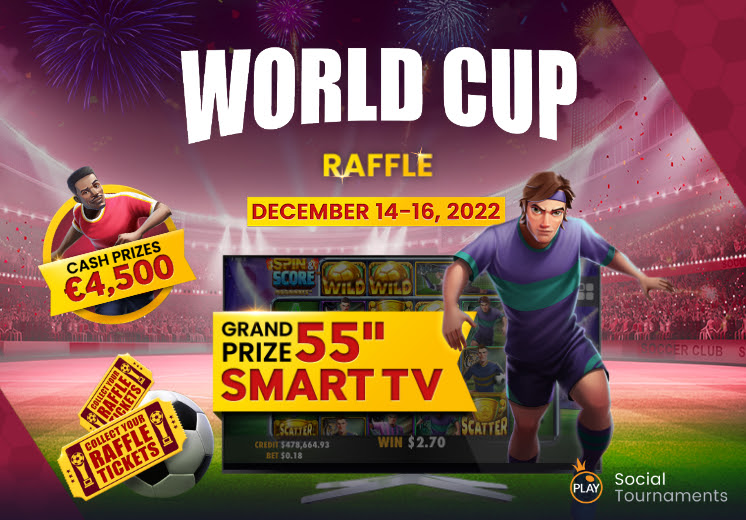 WORLD CUP
RAFFLE
DECEMBER 14-16, 2022
CASH PRIZES
€4,500
SPIN &
SCORE
WILD WILD
GRAND
PRIZE 55"
SMART TV
SOCCER CLUB
COLLECT YOUR
RAFFLE
TICKETS
COLLECT YOUR
RAFFLE
TICKETS
SCATTER
SCATTER
CREDIT $478,664.93
BET $0.18
WIN $2.70
PLAY
Social
Tournaments